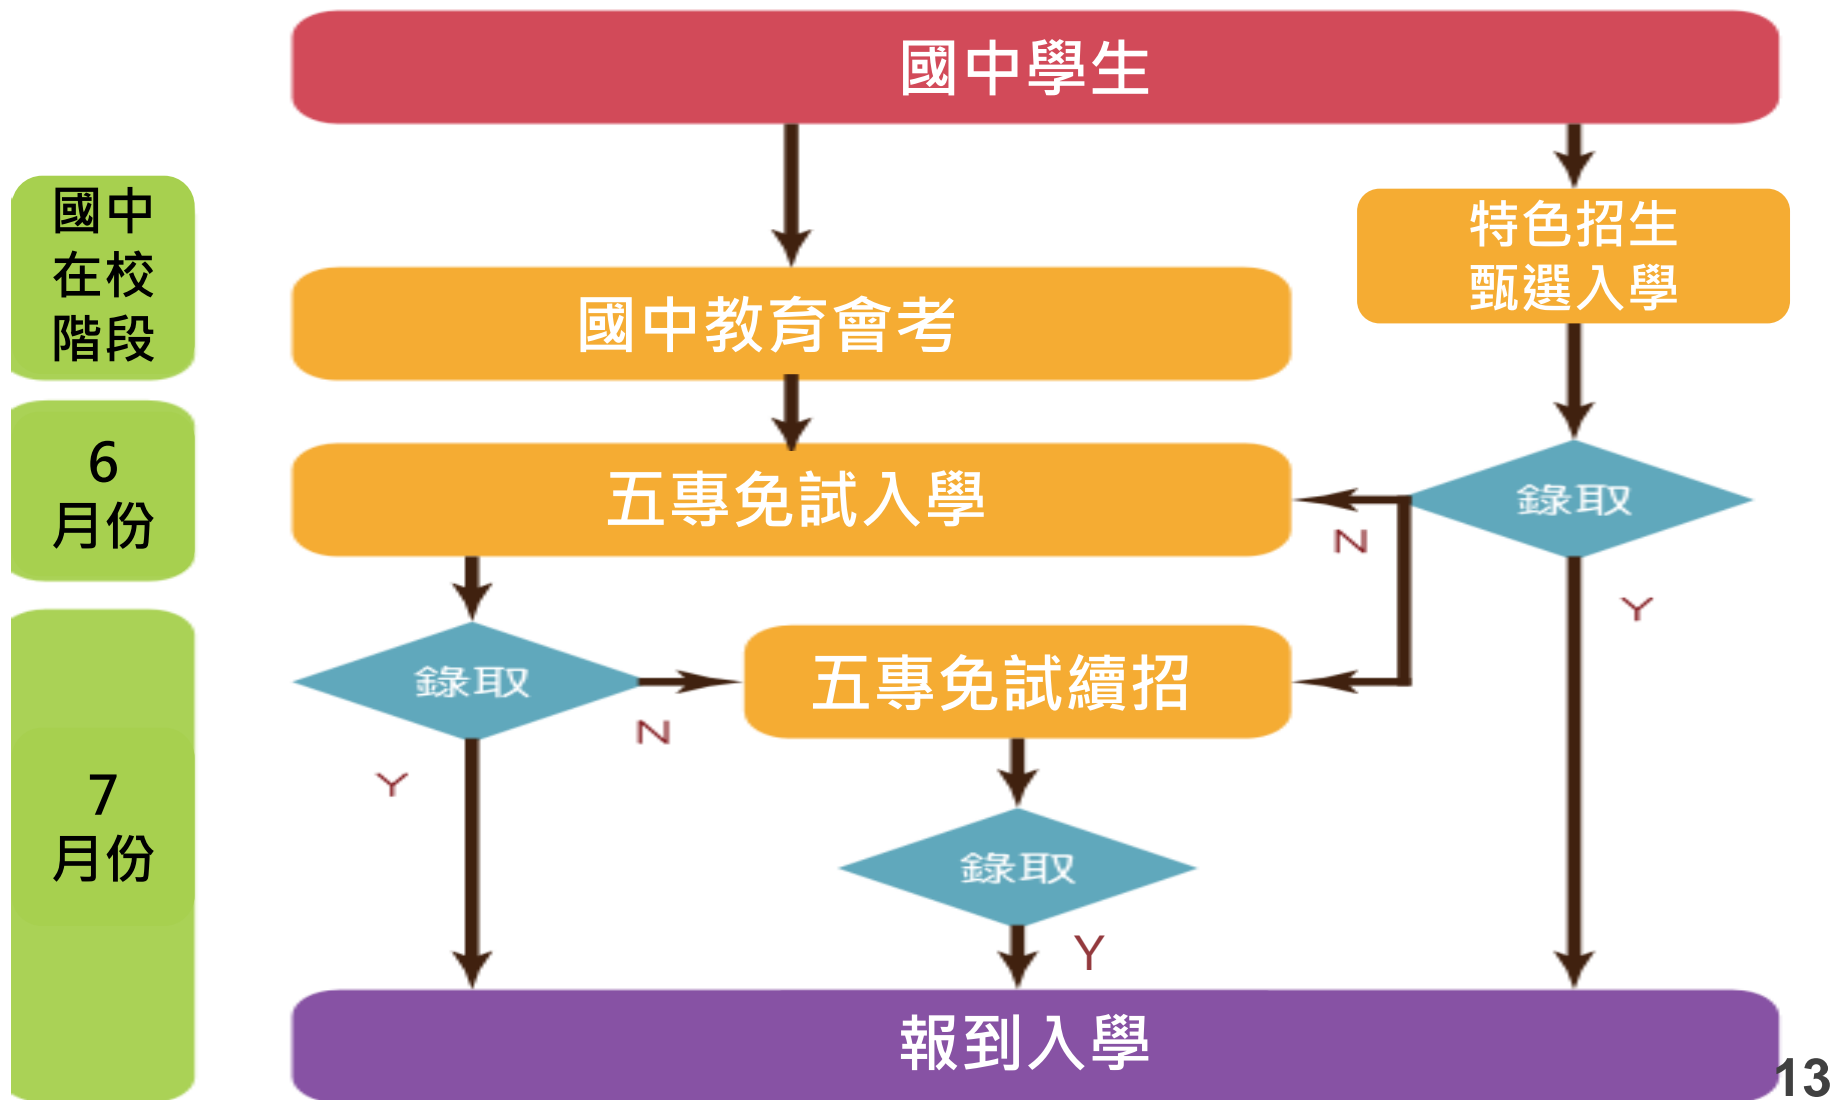 國中學生
國中
在校
階段
特色招生
甄選入學
國中教育會考
6
月份
五專免試入學
錄取
N
Y
錄取
N
五專免試續招
Y
7
月份
錄取
Y
報到入學
13